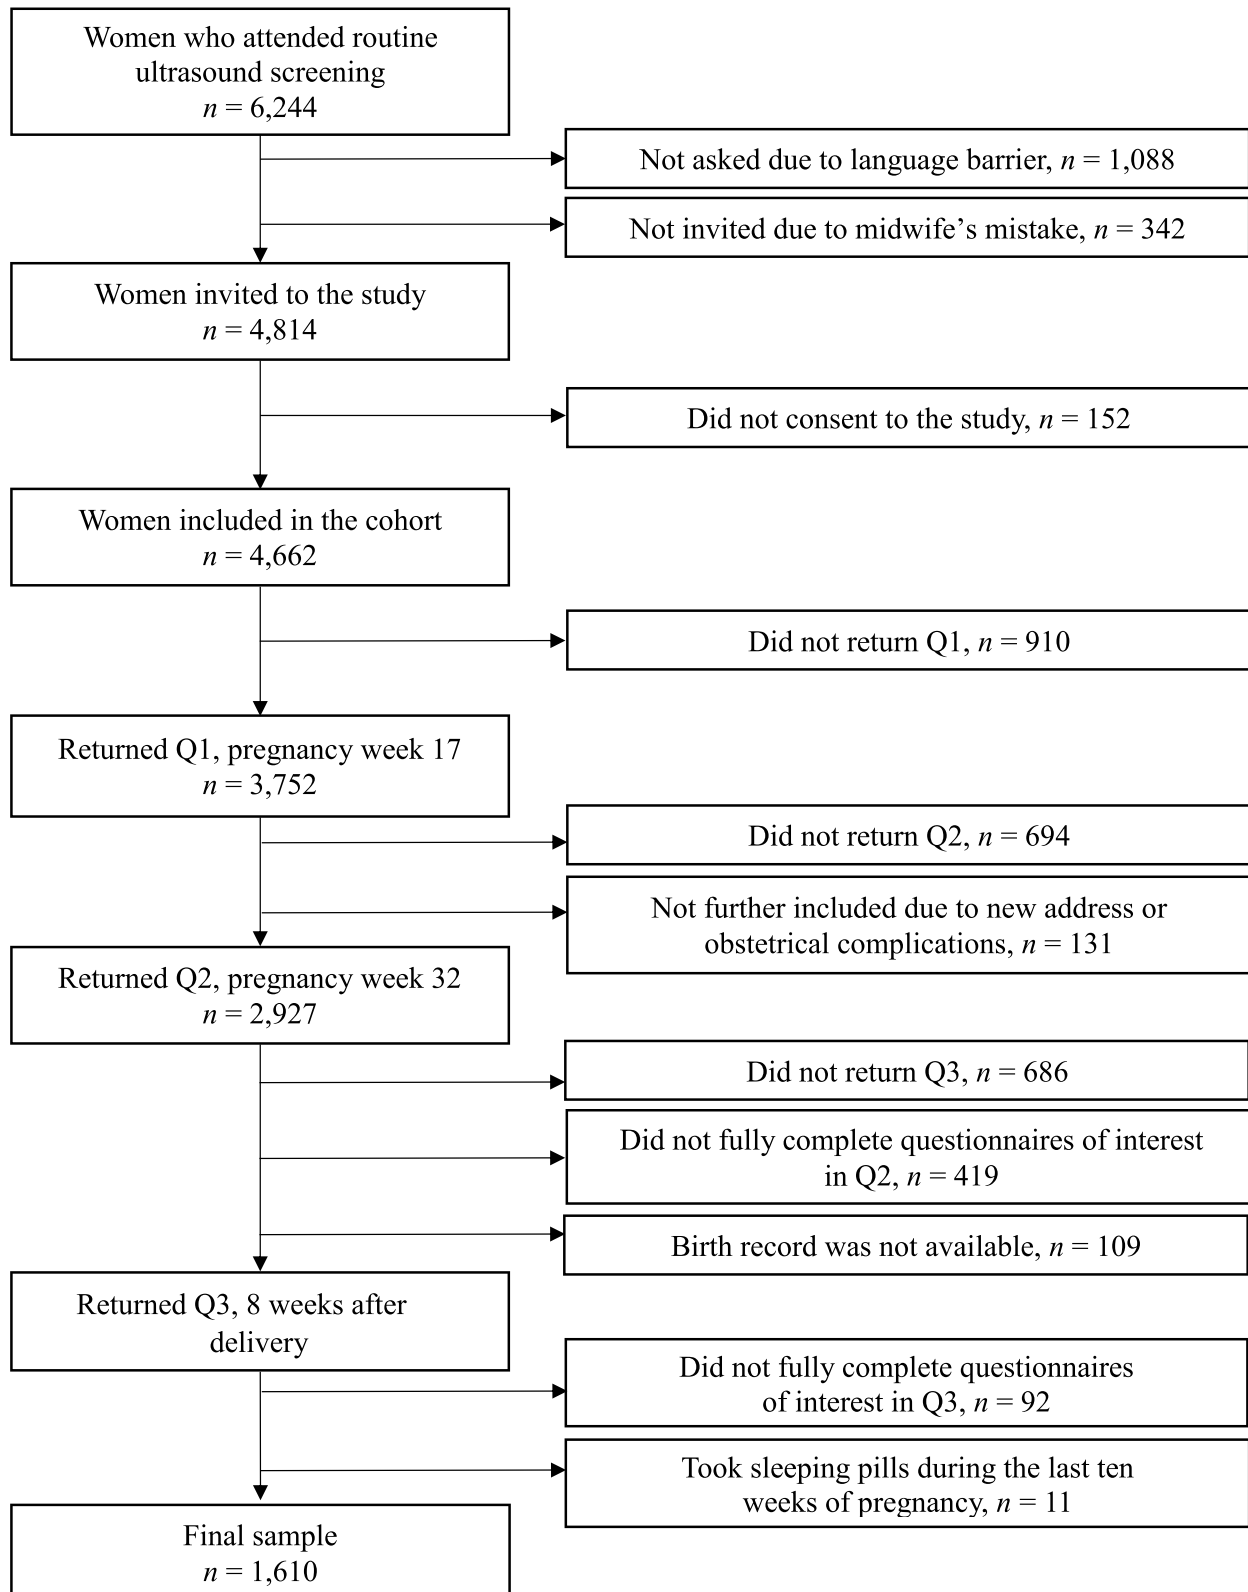 Women who attended routine
ultrasound screening
n = 6,244
Not asked due to language barrier, n = 1,088
Not invited due to midwife’s mistake, n = 342
Women invited to the study
n = 4,814
Did not consent to the study, n = 152
Women included in the cohort
n = 4,662
Did not return Q1, n = 910
Returned Q1, pregnancy week 17
n = 3,752
Did not return Q2, n = 694
Not further included due to new address or
obstetrical complications, n = 131
Returned Q2, pregnancy week 32
n = 2,927
Did not return Q3, n = 686
Did not fully complete questionnaires of interest
in Q2, n = 419
Birth record was not available, n = 109
Returned Q3, 8 weeks after
delivery
Did not fully complete questionnaires
of interest in Q3, n = 92
Took sleeping pills during the last ten
weeks of pregnancy, n = 11
Final sample
n = 1,610